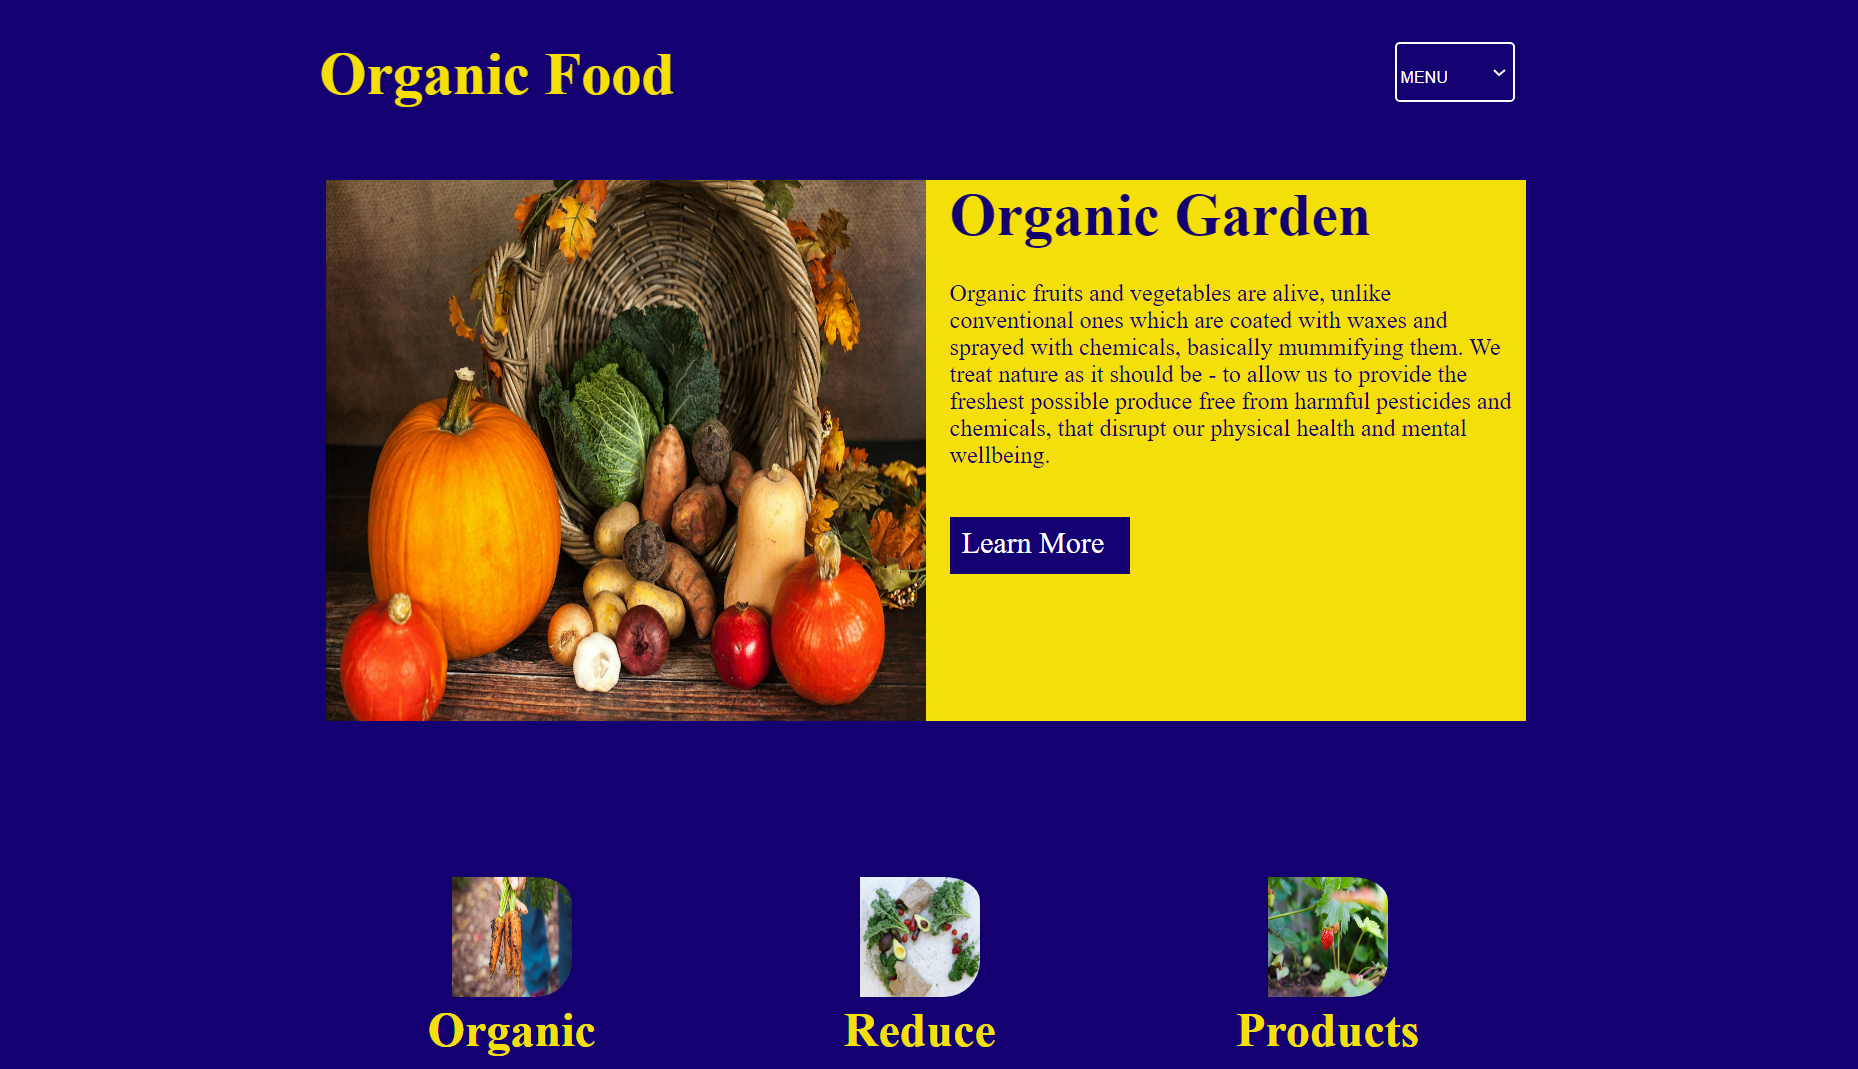 Organic Food
MENU
Organic Garden
Organic fruits and vegetables are alive, unlike
conventional ones which are coated with waxes and
sprayed with chemicals, basically mummifying them. We
treat nature as it should be - to allow us to provide the
freshest possible produce free from harmful pesticides and
chemicals, that disrupt our physical health and mental
wellbeing.
Learn More
Organic
Reduce
Products